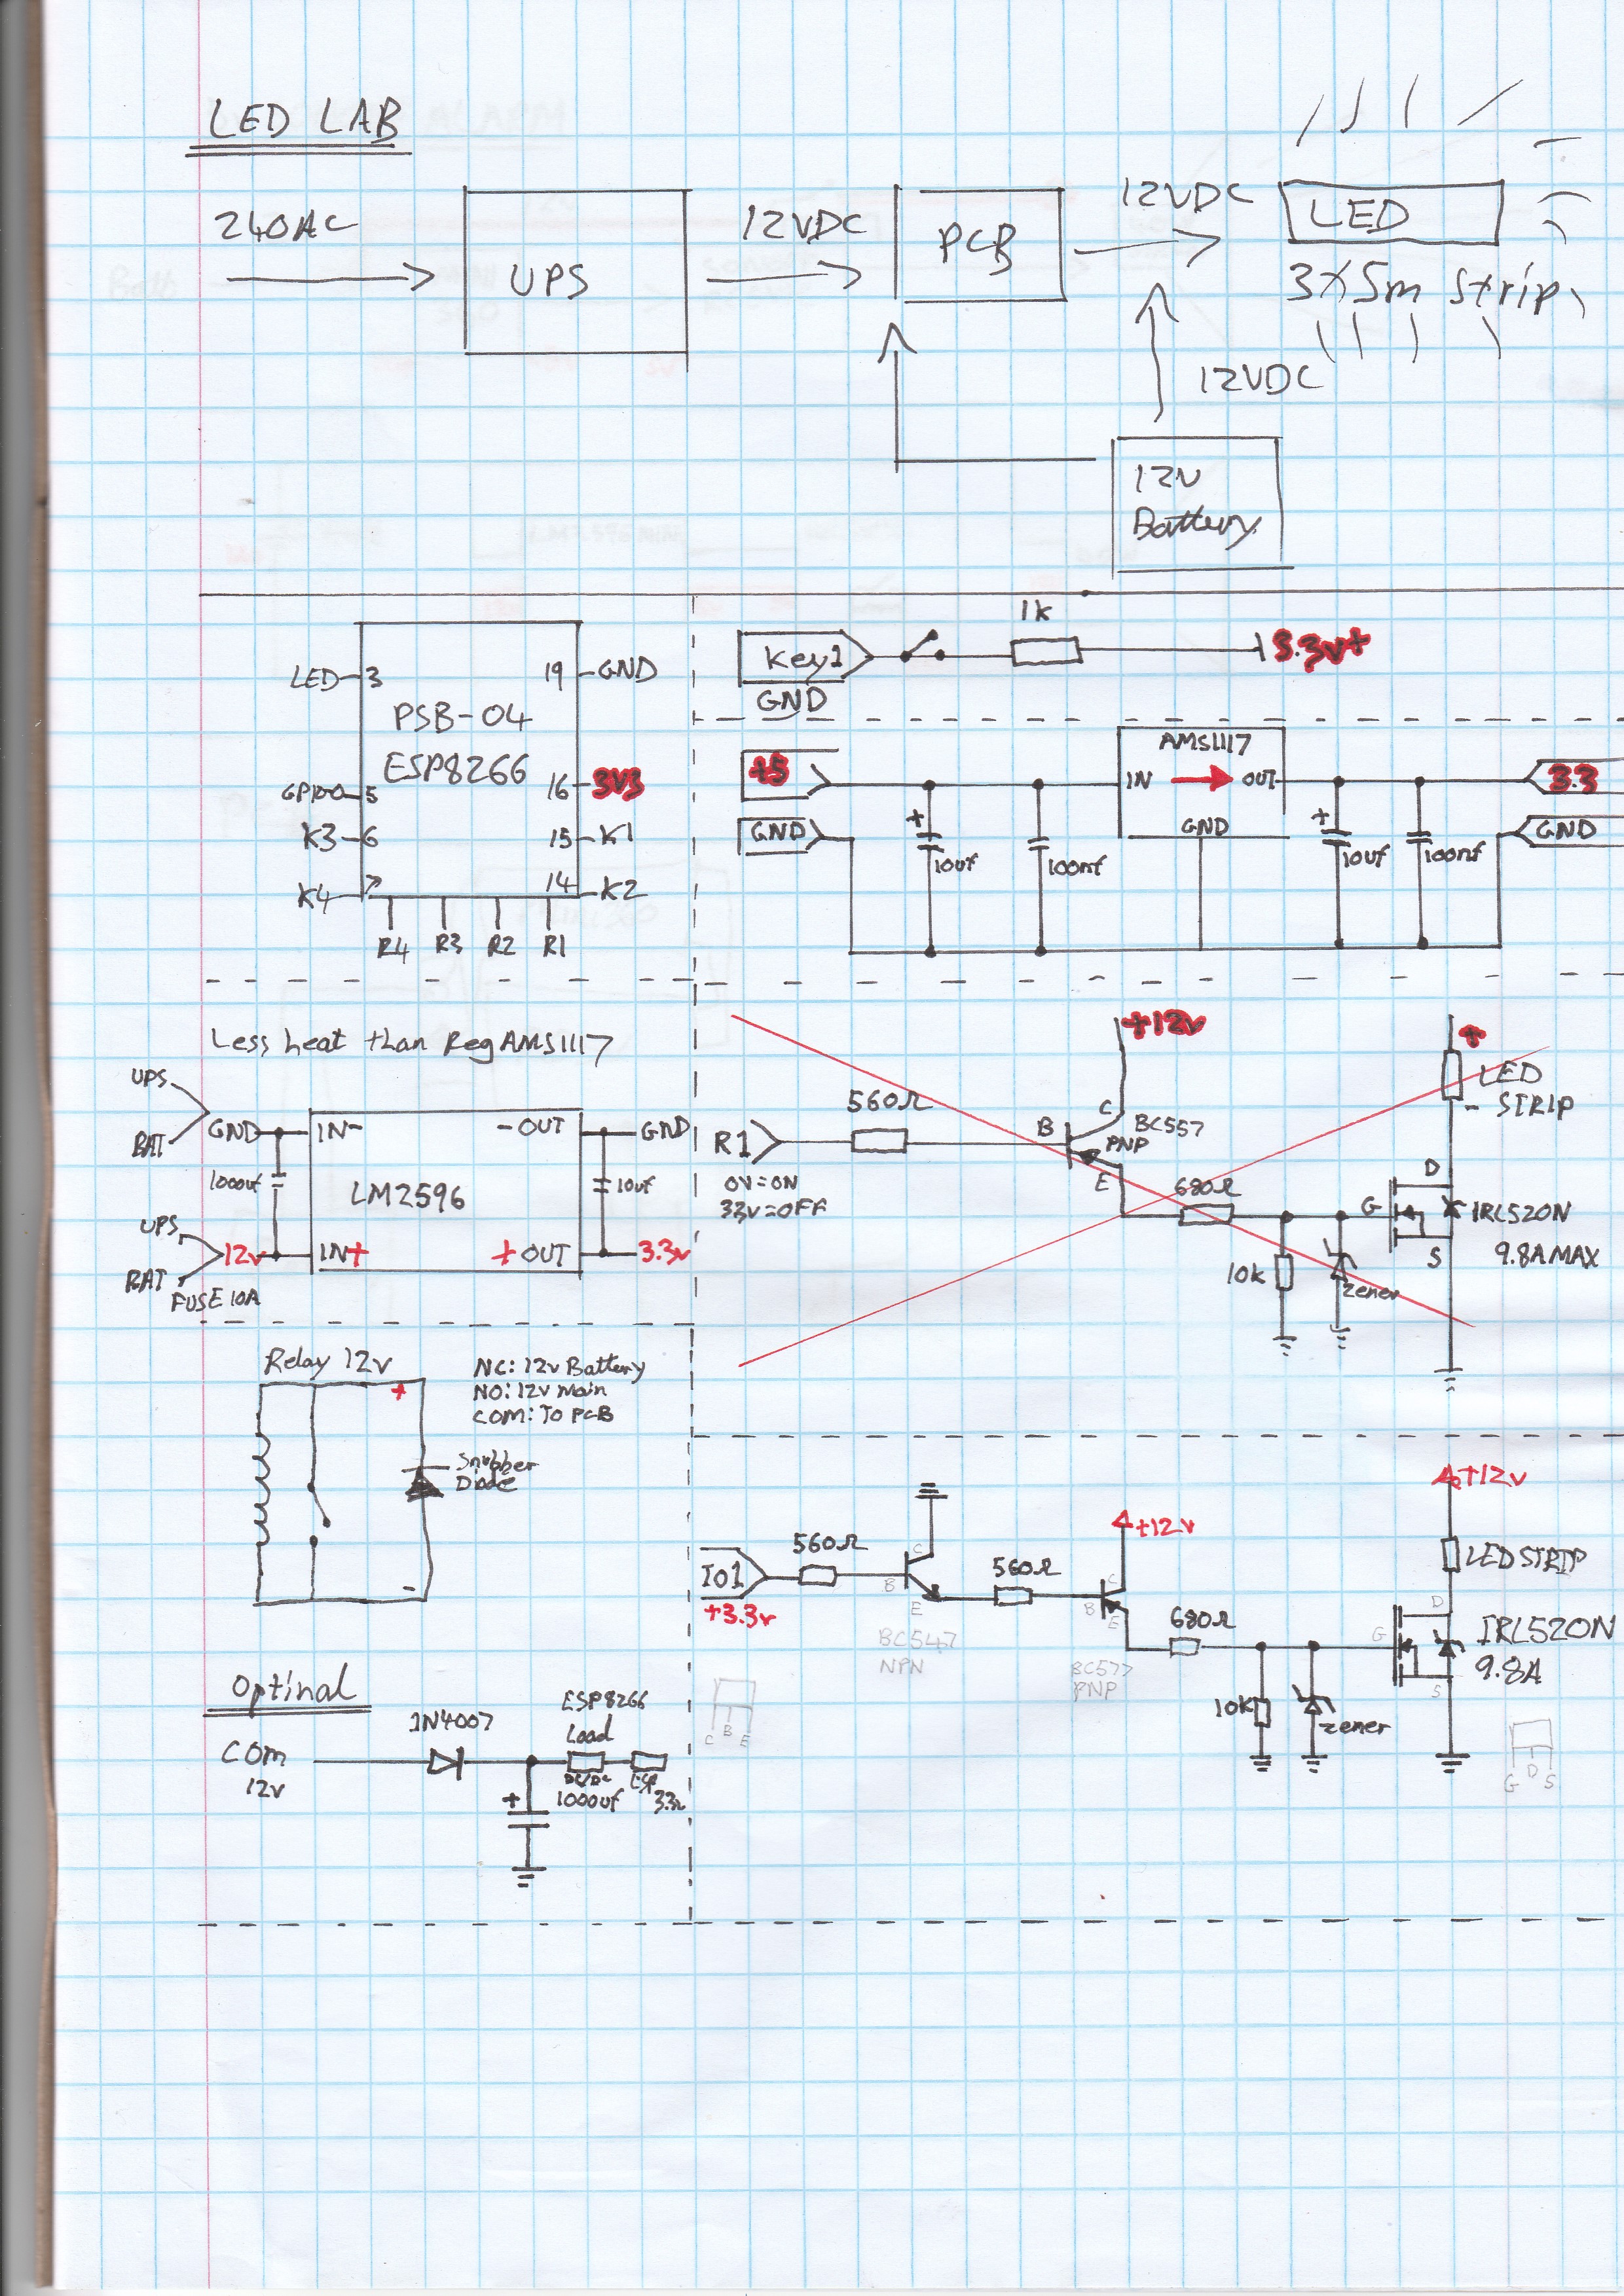 LED LAB
240AC
UPS
12VDC
PCB
12VDC
LED
3X5m Strip
12VDC
12V
Battery
LED 3
19 GND
PSB-04
ESP8266
GPIO0 5
16 3V3
K3 6
15 K1
K4 7
14 K2
R4 R3 R2 R1
Key1
GND
1k
3.3v+
+5
GND
+
10uf
100nf
AMS1117
IN OUT
GND
+
10uf
100nf
3.3
GND
Less heat than Reg AMS1117
UPS
BAT
GND
IN-
-OUT
GND
1000uf
LM2596
10uf
UPS
BAT
12v
IN+
+OUT
3.3v
FUSE 10A
R1
0V=ON
3.3V=OFF
560Ω
+12v
B
C
BC557
PNP
E
680Ω
10k
Zener
+
LED
- STRIP
G
D
S
IRL520N
9.8A MAX
Relay 12v
+
-
NC: 12v Battery
NO: 12v Main
COM: To PCB
Snubber
Diode
IO1
+3.3v
560Ω
C
B
E
BC547
NPN
560Ω
+12v
C
B
E
BC577
PNP
680Ω
10K
Zener
+12v
LED STRIP
G
D
S
IRL520N
9.8A
C B E
G D S
Optinal
COM
12v
1N4007
+
ESP8266
Load
DC/DC
1000uf
ESP
3.3v